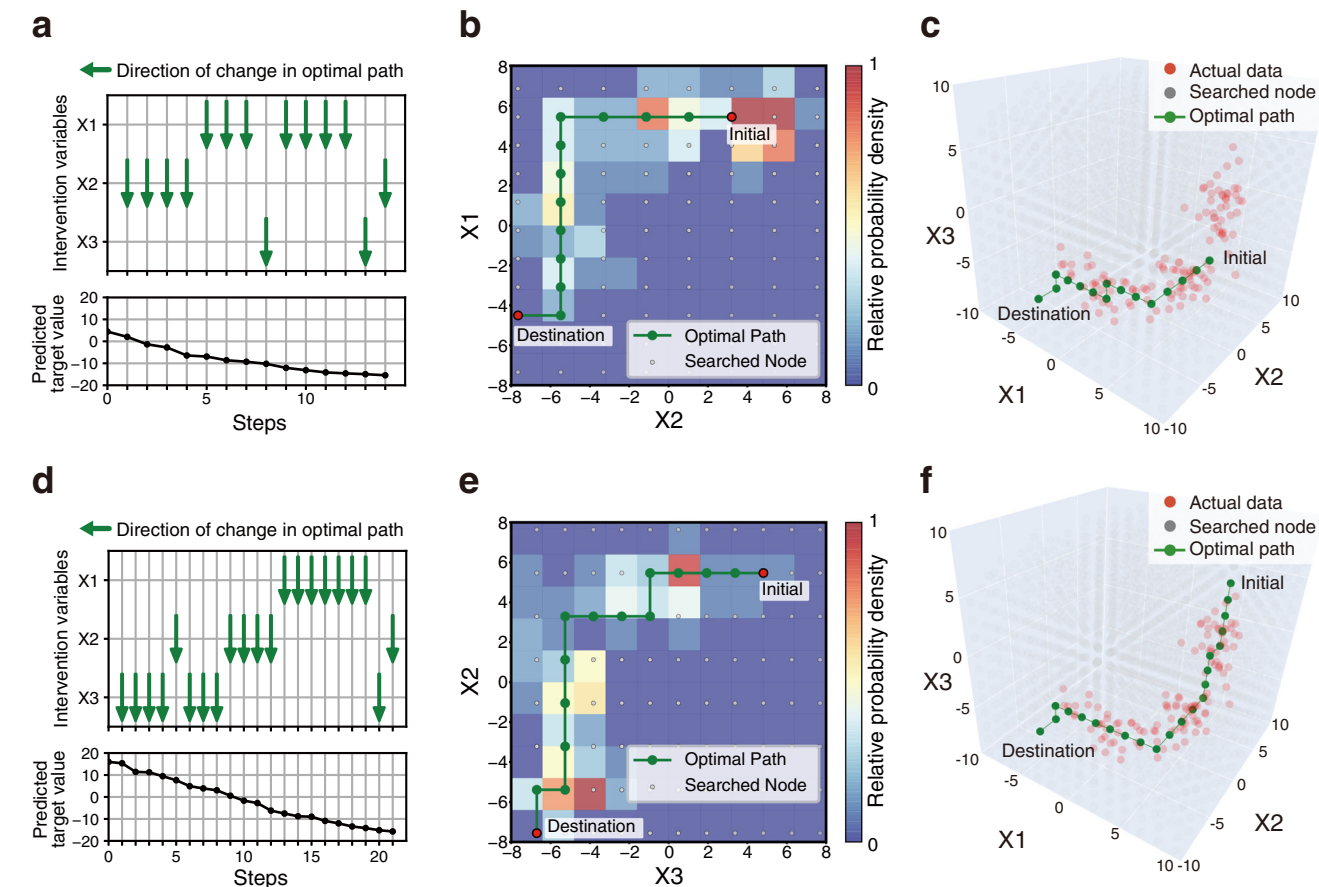 a
Direction of change in optimal path
Intervention variables
X1
X2
X3
Predicted
target value
20
10
0
−10
−20
0
5
10
Steps
b
8
6
4
2
0
−2
−4
−6
−8
X1
Initial
Destination
Optimal Path
Searched Node
−8
−6
−4
−2
0
2
4
6
8
X2
Relative probability density
1
0
c
Actual data
Searched node
Optimal path
10
5
0
-5
-10
X3
Initial
Destination
-5
0
5
10
X1
-10
-5
0
5
10
X2
d
Direction of change in optimal path
Intervention variables
X1
X2
X3
Predicted
target value
20
10
0
−10
−20
0
5
10
15
20
Steps
e
8
6
4
2
0
−2
−4
−6
−8
X2
Initial
Optimal Path
Searched Node
Destination
−8
−6
−4
−2
0
2
4
6
8
X3
Relative probability density
1
0
f
Actual data
Searched node
Optimal path
10
5
0
-5
-10
X3
Initial
Destination
-5
0
5
10
X1
-10
-5
0
5
10
X2